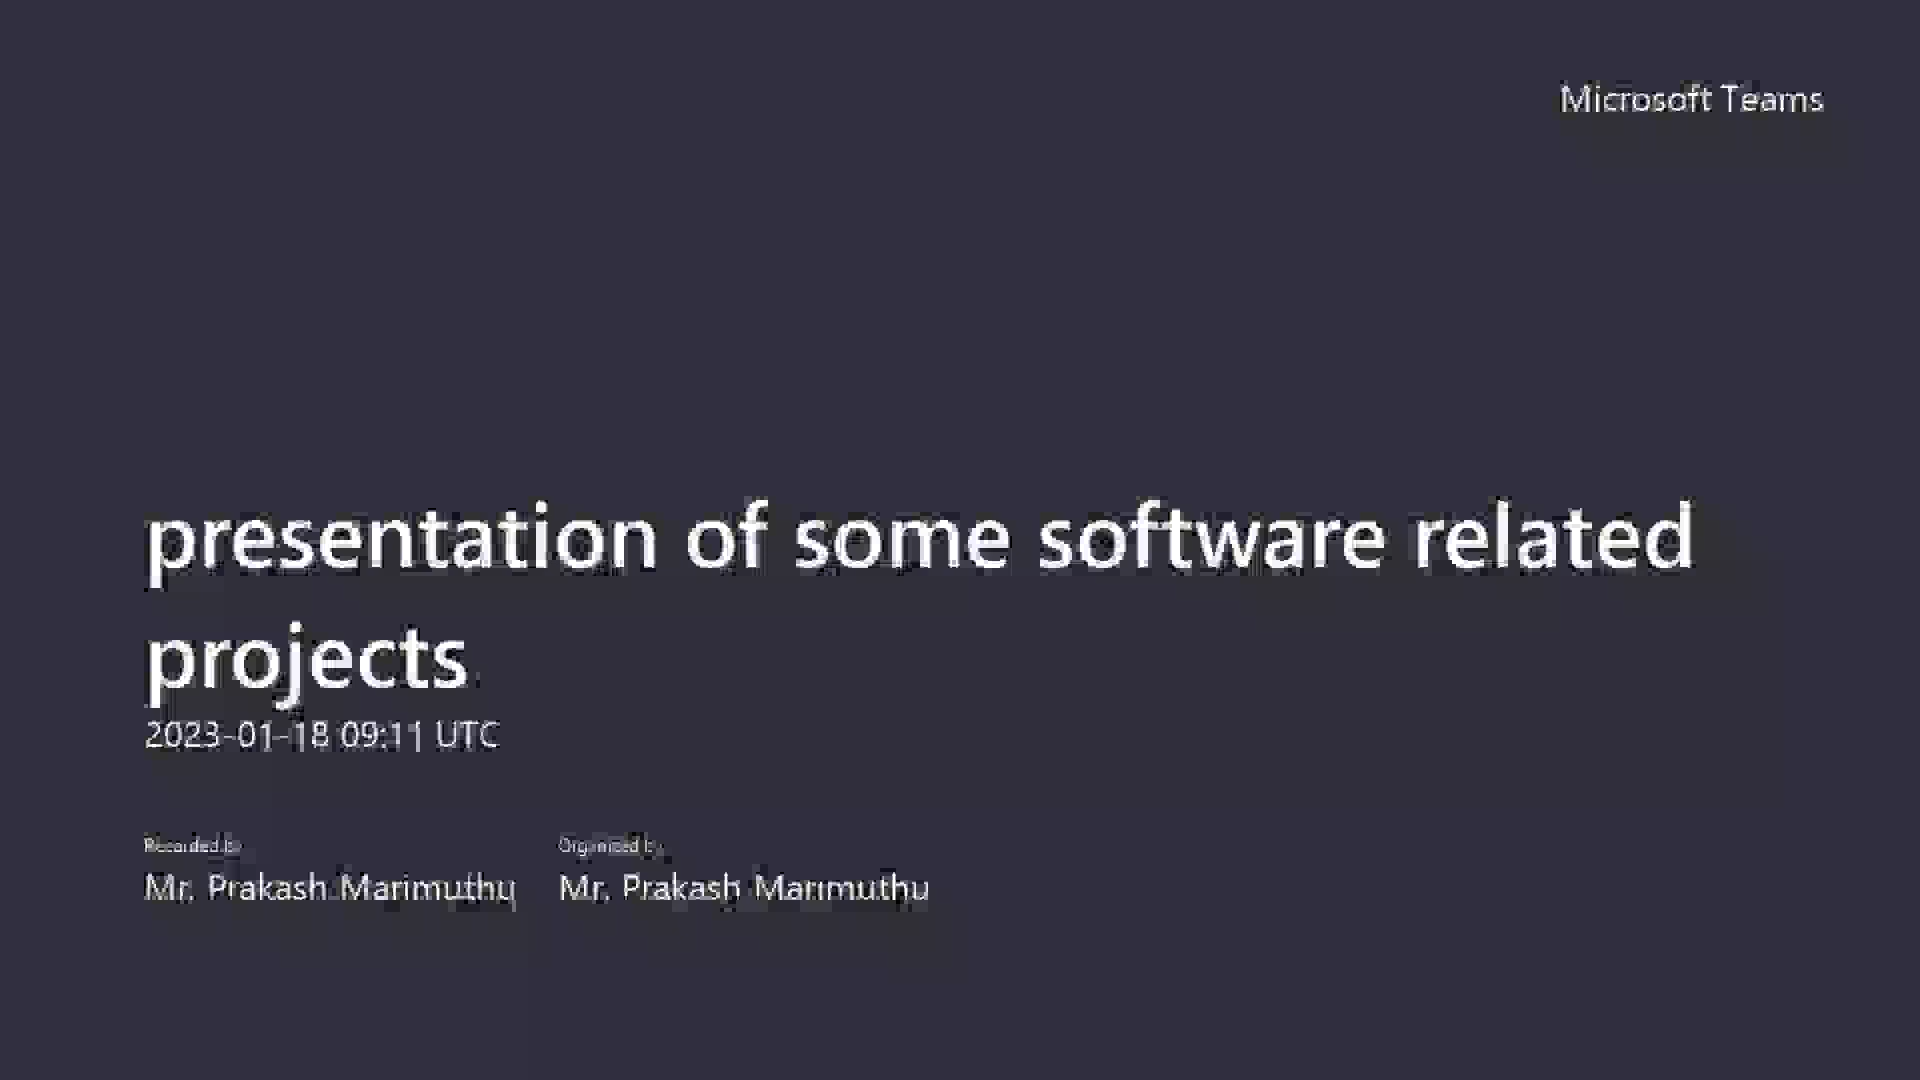 Microsoft Teams
presentation of some software related
projects
2023-01-18 09:11 UTC
Recorded by
Organized by
Mr. Prakash Marimuthu
Mr. Prakash Marimuthu